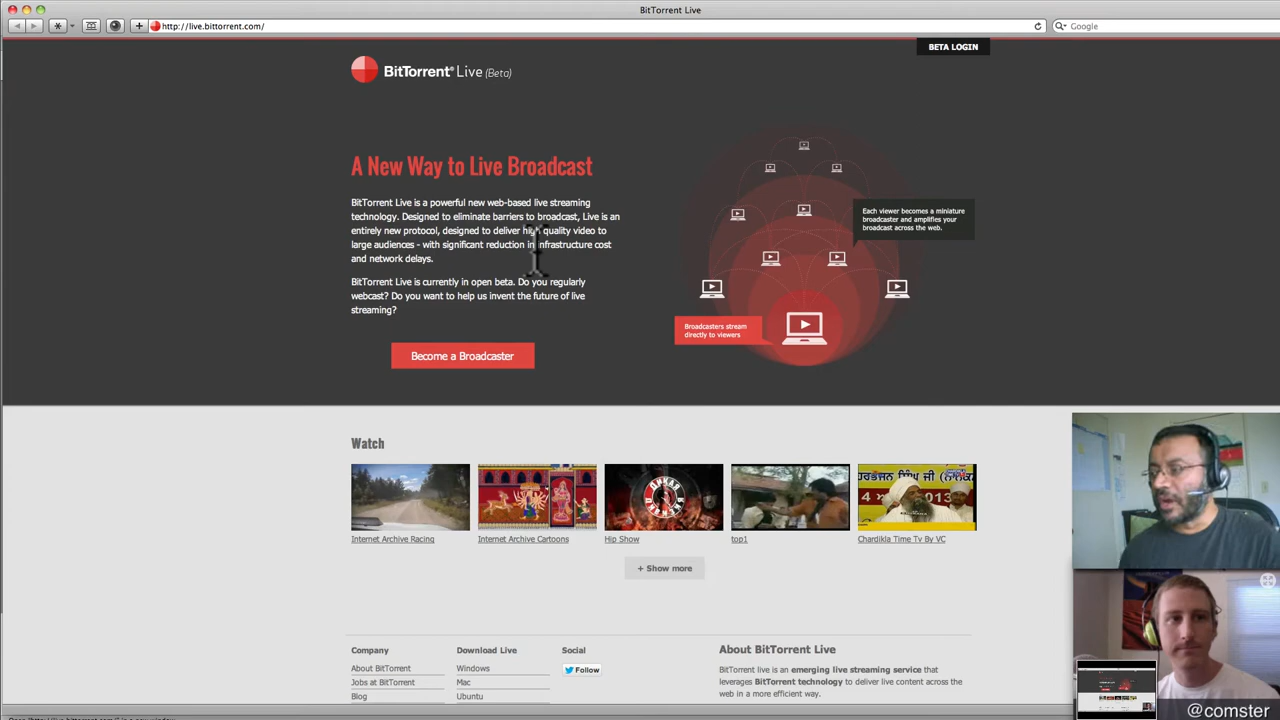 BitTorrent Live
http://live.bittorrent.com/
Google
BETA LOGIN
BitTorrent® Live (Beta)
A New Way to Live Broadcast
BitTorrent Live is a powerful new web-based live streaming
technology. Designed to eliminate barriers to broadcast, Live is an
entirely new protocol, designed to deliver high quality video to
large audiences - with significant reduction in infrastructure cost
and network delays.
BitTorrent Live is currently in open beta. Do you regularly
webcast? Do you want to help us invent the future of live
streaming?
Become a Broadcaster
Each viewer becomes a miniature
broadcaster and amplifies your
broadcast across the web.
Broadcasters stream
directly to viewers
Watch
Internet Archive Racing
Internet Archive Cartoons
Hip Show
top1
Chardikla Time Tv By VC
+ Show more
Company
About BitTorrent
Jobs at BitTorrent
Blog
Download Live
Windows
Mac
Ubuntu
Social
Follow
About BitTorrent Live
BitTorrent live is an emerging live streaming service that
leverages BitTorrent technology to deliver live content across the
web in a more efficient way.
@comster